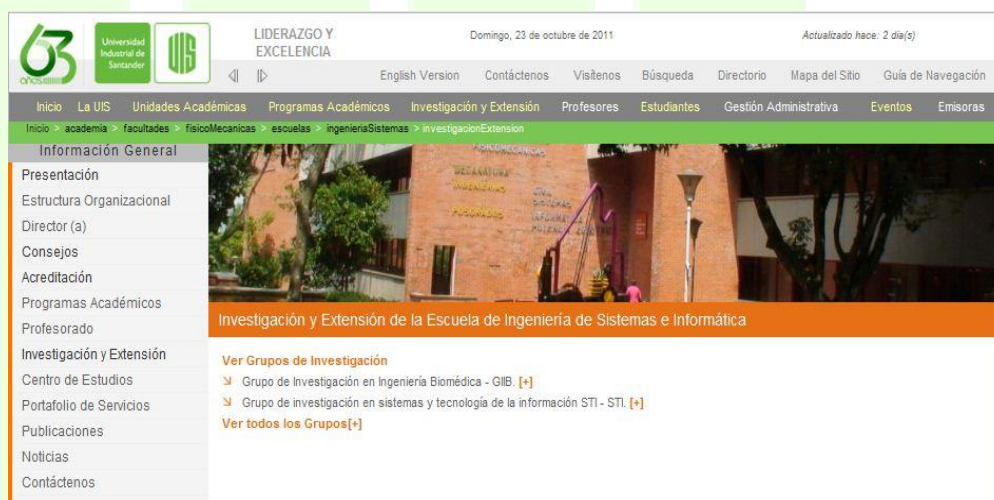 63
años
Universidad
Industrial de
Santander
UIS
LIDERAZGO Y
EXCELENCIA
Domingo, 23 de octubre de 2011
Actualizado hace: 2 dia(s)
English Version Contáctenos Visítenos Búsqueda Directorio Mapa del Sitio Guía de Navegación
Inicio La UIS Unidades Académicas Programas Académicos Investigación y Extensión Profesores Estudiantes Gestión Administrativa Eventos Emisoras
Inicio > academia > facultades > fisicoMecanicas > escuelas > ingenieriaSistemas > investigacionExtension
Información General
Presentación
Estructura Organizacional
Director (a)
Consejos
Acreditación
Programas Académicos
Profesorado
Investigación y Extensión
Centro de Estudios
Portafolio de Servicios
Publicaciones
Noticias
Contáctenos
FISICOMECANICAS
DECANATURA
INGENIERIAS
POSGRADOS
CIVIL
SISTEMAS
Investigación y Extensión de la Escuela de Ingeniería de Sistemas e Informática
Ver Grupos de Investigación
Grupo de Investigación en Ingeniería Biomédica - GIIB. [+]
Grupo de investigación en sistemas y tecnología de la información STI - STI. [+]
Ver todos los Grupos[+]